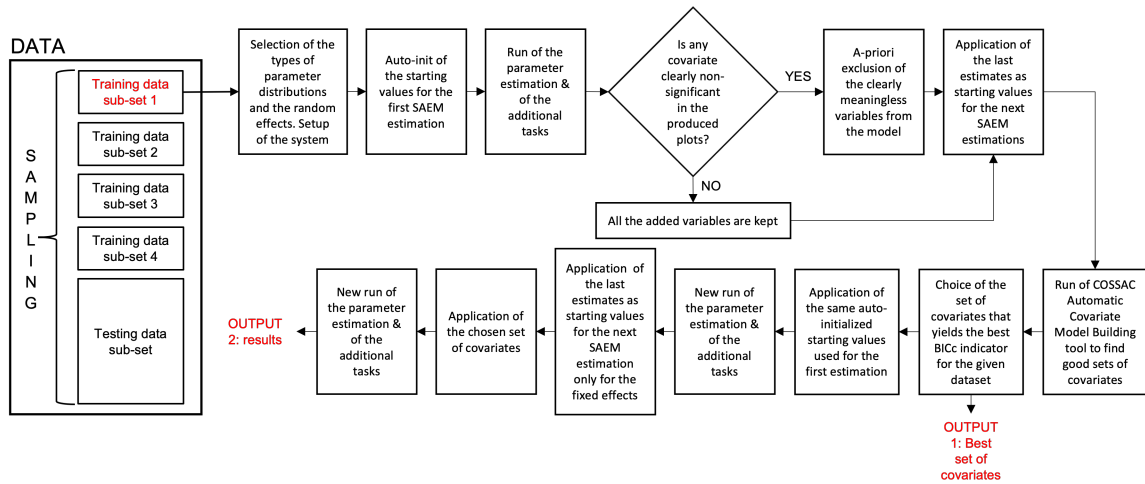 DATA
SAMPLING
Training data
sub-set 1
Training data
sub-set 2
Training data
sub-set 3
Training data
sub-set 4
Testing data
sub-set
Selection of the
types of
parameter
distributions
and the random
effects. Setup
of the system
Auto-init of
the starting
values for the
first SAEM
estimation
Run of the
parameter
estimation &
of the
additional
tasks
Is any
covariate
clearly non-
significant
in the
produced
plots?
YES
NO
A-priori
exclusion of
the clearly
meaningless
variables from
the model
Application of
the last
estimates as
starting values
for the next
SAEM
estimations
All the added variables are kept
Run of COSSAC
Automatic
Covariate
Model Building
tool to find
good sets of
covariates
Choice of the
set of
covariates that
yields the best
BICc indicator
for the given
dataset
OUTPUT
1: Best
set of
covariates
Application of
the same auto-
initialized
starting values
used for the
first estimation
New run of
the parameter
estimation &
of the
additional
tasks
Application of
the last
estimates as
starting values
for the next
SAEM
estimation
only for the
fixed effects
Application of
the chosen set
of covariates
New run of
the parameter
estimation &
of the
additional
tasks
OUTPUT
2: results